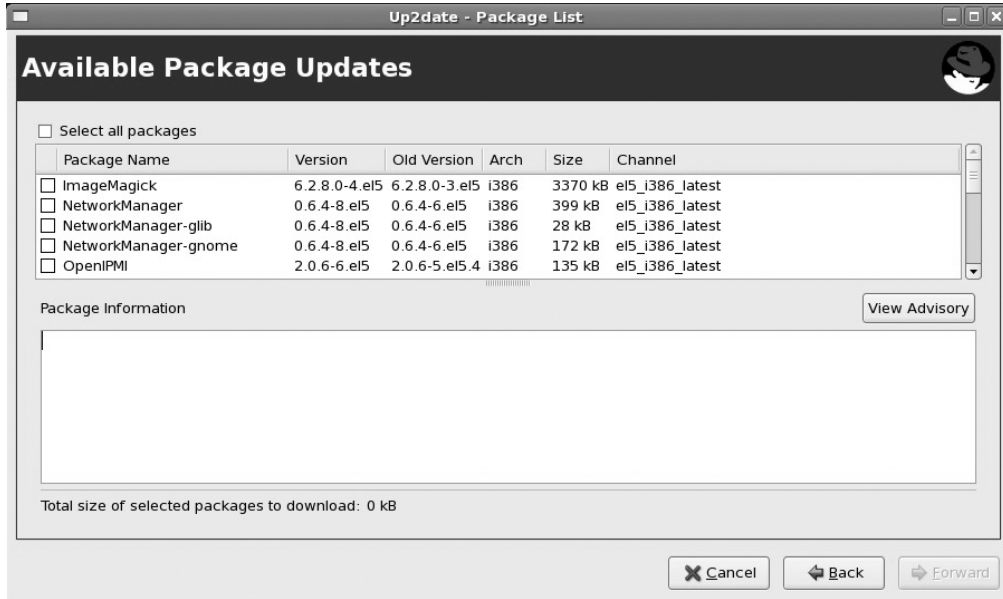 Up2date - Package List
Available Package Updates
Select all packages
Package Name Version Old Version Arch Size Channel
ImageMagick 6.2.8.0-4.el5 6.2.8.0-3.el5 i386 3370 kB el5_i386_latest
NetworkManager 0.6.4-8.el5 0.6.4-6.el5 i386 399 kB el5_i386_latest
NetworkManager-glib 0.6.4-8.el5 0.6.4-6.el5 i386 28 kB el5_i386_latest
NetworkManager-gnome 0.6.4-8.el5 0.6.4-6.el5 i386 172 kB el5_i386_latest
OpenIPMI 2.0.6-6.el5 2.0.6-5.el5.4 i386 135 kB el5_i386_latest
Package Information View Advisory
Total size of selected packages to download: 0 kB
Cancel Back Forward